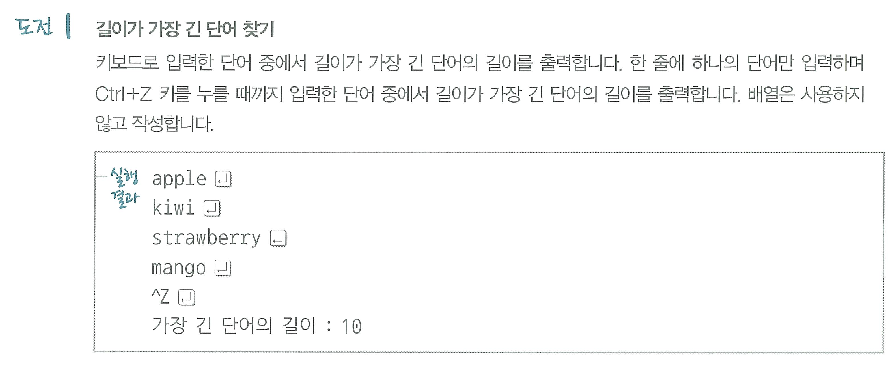 도전 | 길이가 가장 긴 단어 찾기
키보드로 입력한 단어 중에서 길이가 가장 긴 단어의 길이를 출력합니다. 한 줄에 하나의 단어만 입력하며
Ctrl+Z 키를 누를 때까지 입력한 단어 중에서 길이가 가장 긴 단어의 길이를 출력합니다. 배열은 사용하지
않고 작성합니다.
실행
결과
apple ↵
kiwi ↵
strawberry ↵
mango ↵
^Z ↵
가장 긴 단어의 길이 : 10